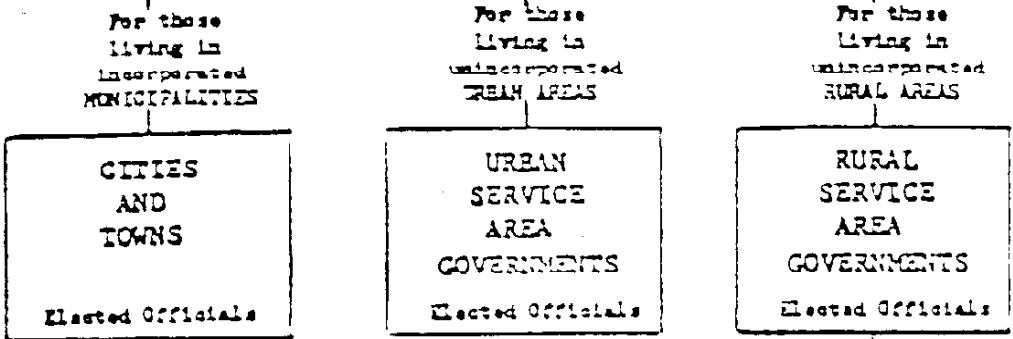 For those
living in
incorporated
MUNICIPALITIES
CITIES
AND
TOWNS
Elected Officials
For those
living in
unincorporated
URBAN AREAS
URBAN
SERVICE
AREA
GOVERNMENTS
Elected Officials
For those
living in
unincorporated
RURAL AREAS
RURAL
SERVICE
AREA
GOVERNMENTS
Elected Officials